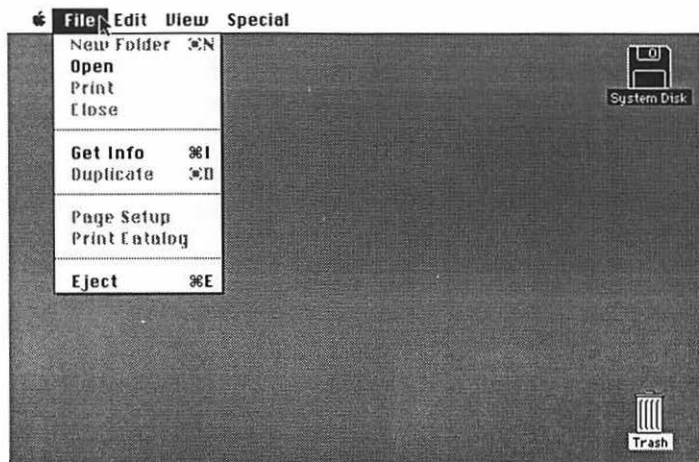 File Edit View Special
New Folder ⌘N
Open
Print
Close
Get Info ⌘I
Duplicate ⌘D
Page Setup
Print Catalog
Eject ⌘E
System Disk
Trash